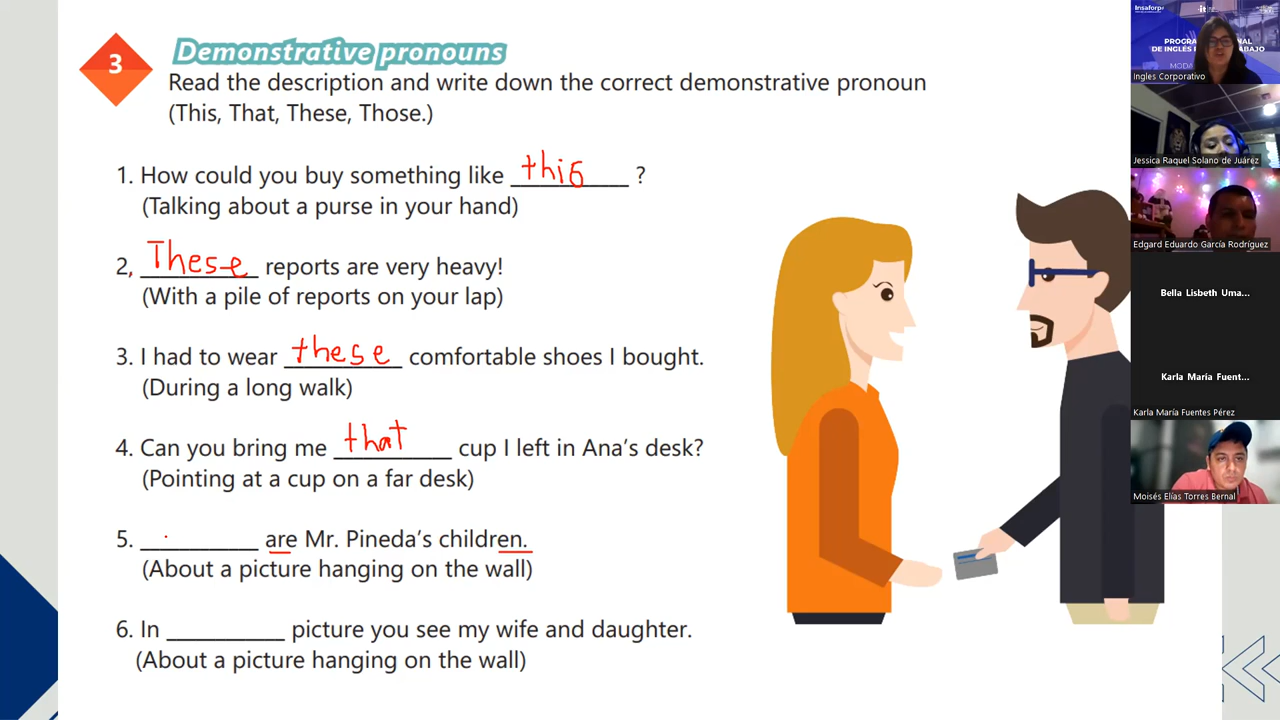 3
Demonstrative pronouns
Read the description and write down the correct demonstrative pronoun
(This, That, These, Those.)
1. How could you buy something like this ?
(Talking about a purse in your hand)
2, These reports are very heavy!
(With a pile of reports on your lap)
3. I had to wear these comfortable shoes I bought.
(During a long walk)
4. Can you bring me that cup I left in Ana's desk?
(Pointing at a cup on a far desk)
5. __________ are Mr. Pineda's children.
(About a picture hanging on the wall)
6. In __________ picture you see my wife and daughter.
(About a picture hanging on the wall)
Insaforp
Ingles Corporativo
Jessica Raquel Solano de Juárez
Edgard Eduardo García Rodríguez
Bella Lisbeth Uma...
Karla María Fuent...
Karla María Fuentes Pérez
Moisés Elías Torres Bernal